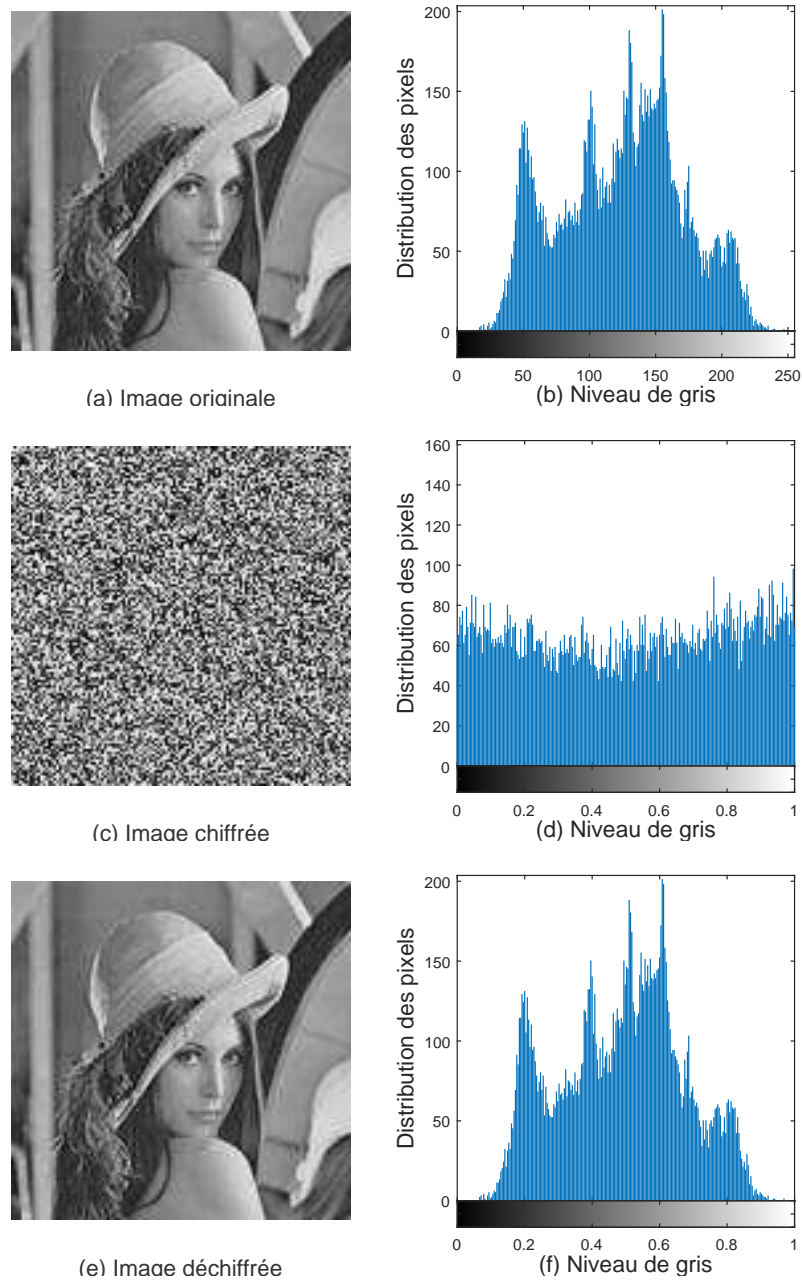 200
150
100
50
0
Distribution des pixels
0 50 100 150 200 250
(a) Image originale
(b) Niveau de gris
160
140
120
100
80
60
40
20
0
Distribution des pixels
0 0.2 0.4 0.6 0.8 1
(c) Image chiffrée
(d) Niveau de gris
200
150
100
50
0
Distribution des pixels
0 0.2 0.4 0.6 0.8 1
(e) Image déchiffrée
(f) Niveau de gris